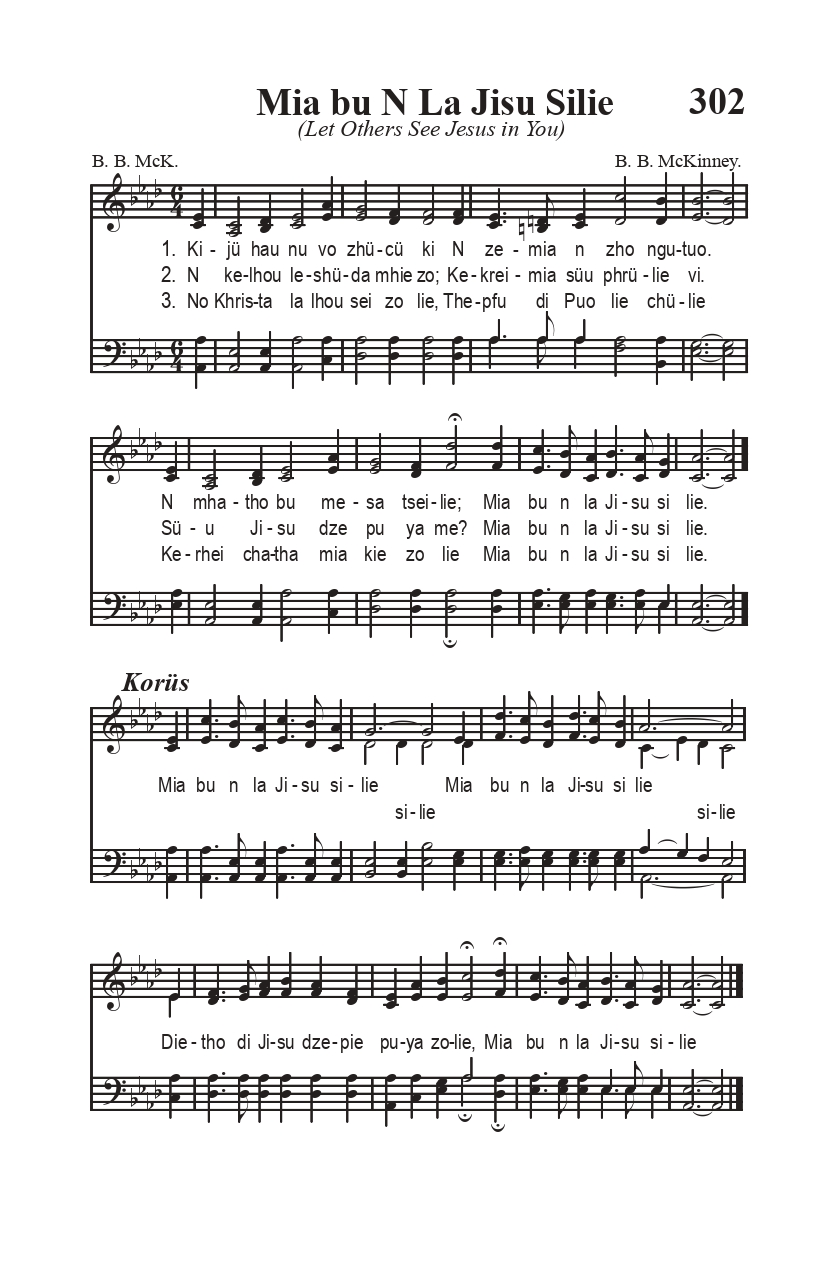 Mia bu N La Jisu Silie 302
(Let Others See Jesus in You)
B. B. McK. B. B. McKinney.
1. Ki - jü hau nu vo zhü - cü ki N ze - mia n zho ngu - tuo.
2. N ke - lhou le - shü - da mhie zo; Ke - krei - mia süu phrü - lie vi.
3. No Khris - ta la lhou sei zo lie, The - pfu di Puo lie chü - lie
N mha - tho bu me - sa tsei - lie; Mia bu n la Ji - su si lie.
Sü - u Ji - su dze pu ya me? Mia bu n la Ji - su si lie.
Ke - rhei cha - tha mia kie zo lie Mia bu n la Ji - su si lie.
Korüs
Mia bu n la Ji - su si - lie Mia bu n la Ji - su si lie
si - lie si - lie
Die - tho di Ji - su dze - pie pu - ya zo - lie, Mia bu n la Ji - su si - lie